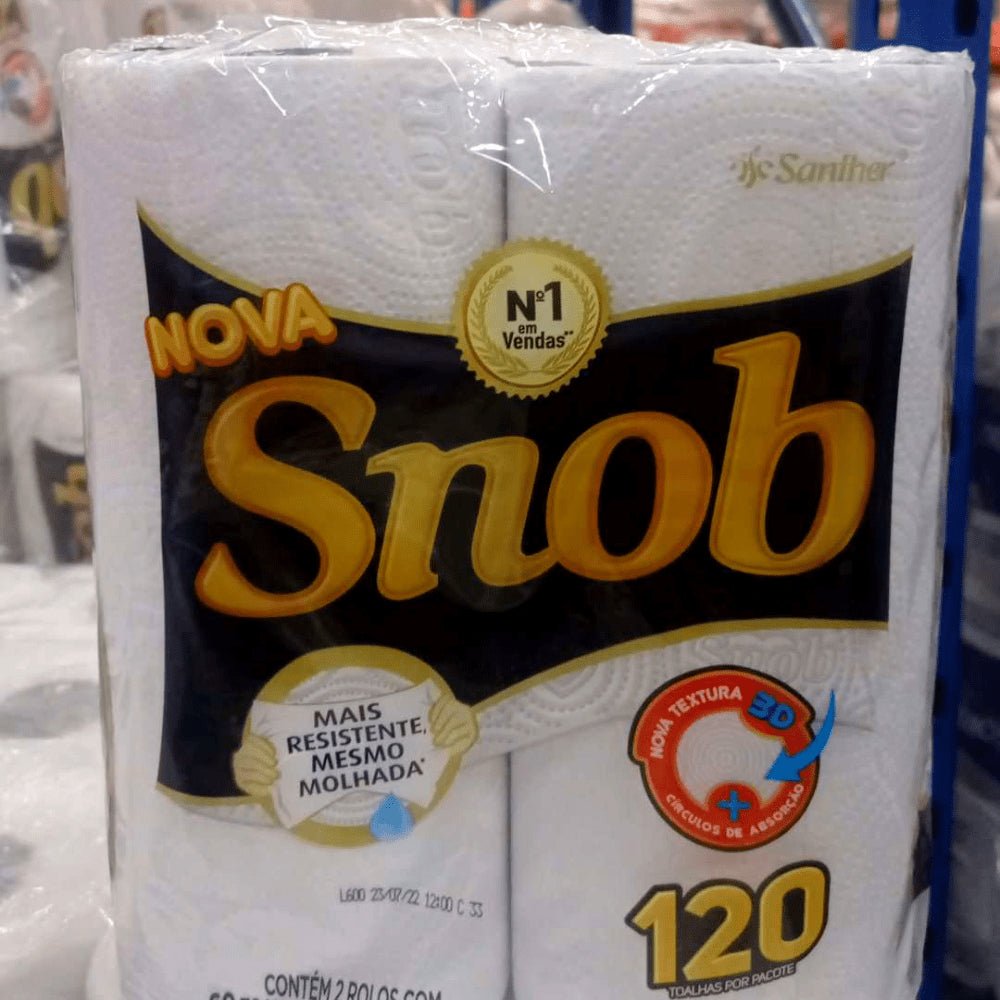 Santher
NOVA
Nº1
em
Vendas**
Snob
Snob
MAIS
RESISTENTE,
MESMO
MOLHADA*
NOVA TEXTURA 3D
+
CÍRCULOS DE ABSORÇÃO
L600 23/07/22 12:00 C 33
120
TOALHAS POR PACOTE
CONTÉM 2 ROLOS COM